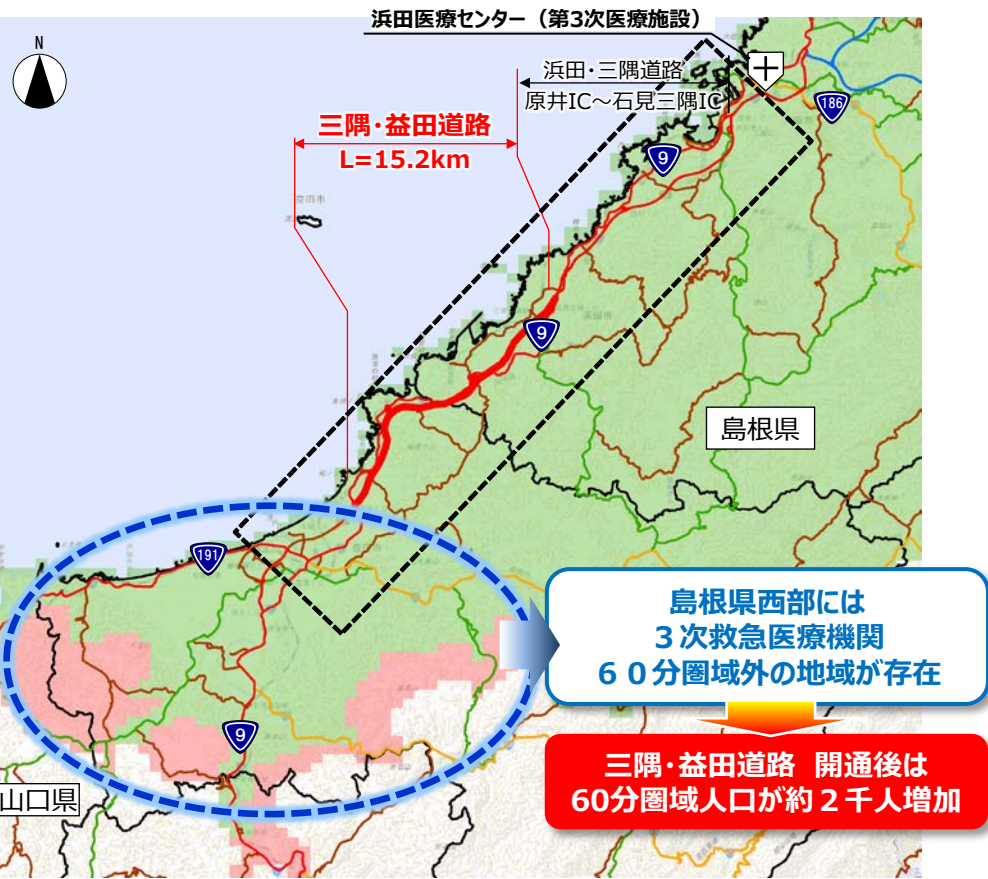 浜田医療センター（第3次医療施設）
N
浜田・三隅道路
原井IC～石見三隅IC
186
三隅・益田道路
L=15.2km
9
9
島根県
191
島根県西部には
３次救急医療機関
６０分圏域外の地域が存在
9
三隅・益田道路 開通後は
60分圏域人口が約２千人増加
山口県